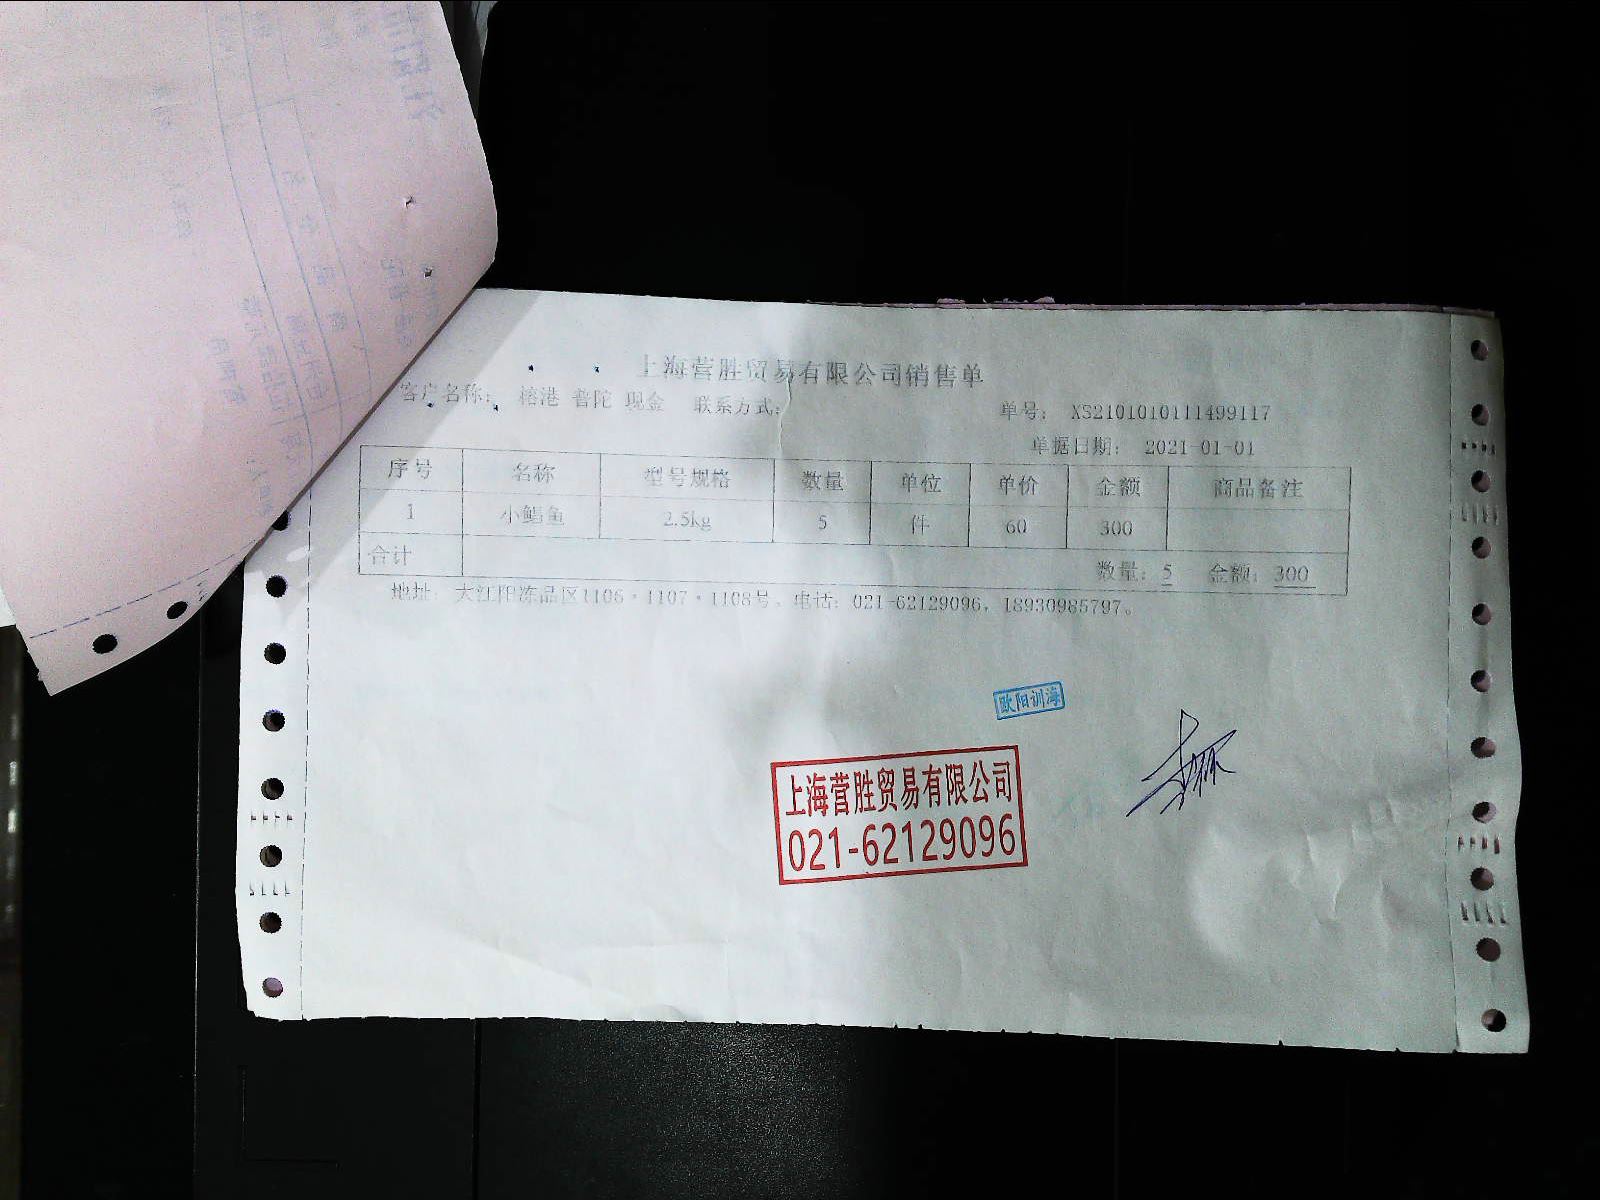 上海营胜贸易有限公司销售单
客户名称： 榕港 普陀 现金 联系方式：
单号： XS21010101114991​17
单据日期： 2021-01-01
序号 名称 型号规格 数量 单位 单价 金额 商品备注
1 小鲳鱼 2.5kg 5 件 60 300
合计 数量：5 金额：300
地址： 大江阳冻品区1106·1107·1108号。电话：021-62129096，18930985797。
欧阳训海
上海营胜贸易有限公司
021-62129096